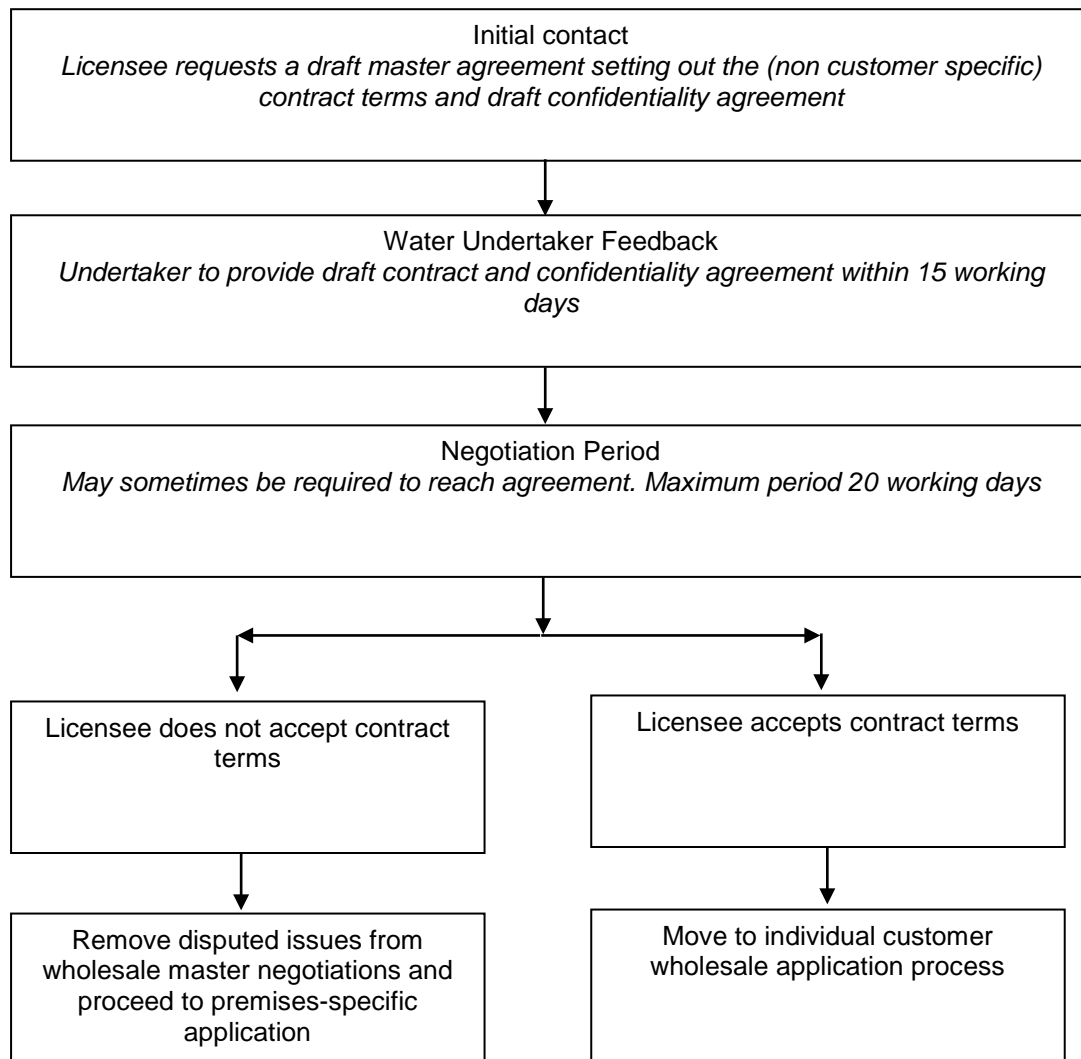 Initial contact
Licensee requests a draft master agreement setting out the (non customer specific)
contract terms and draft confidentiality agreement
Water Undertaker Feedback
Undertaker to provide draft contract and confidentiality agreement within 15 working
days
Negotiation Period
May sometimes be required to reach agreement. Maximum period 20 working days
Licensee does not accept contract
terms
Licensee accepts contract terms
Remove disputed issues from
wholesale master negotiations and
proceed to premises-specific
application
Move to individual customer
wholesale application process